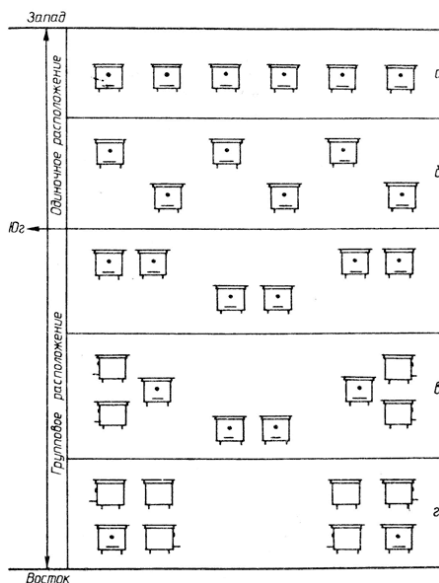 Запад
Одиночное расположение
б
Юг
Групповое расположение
в
г
Восток